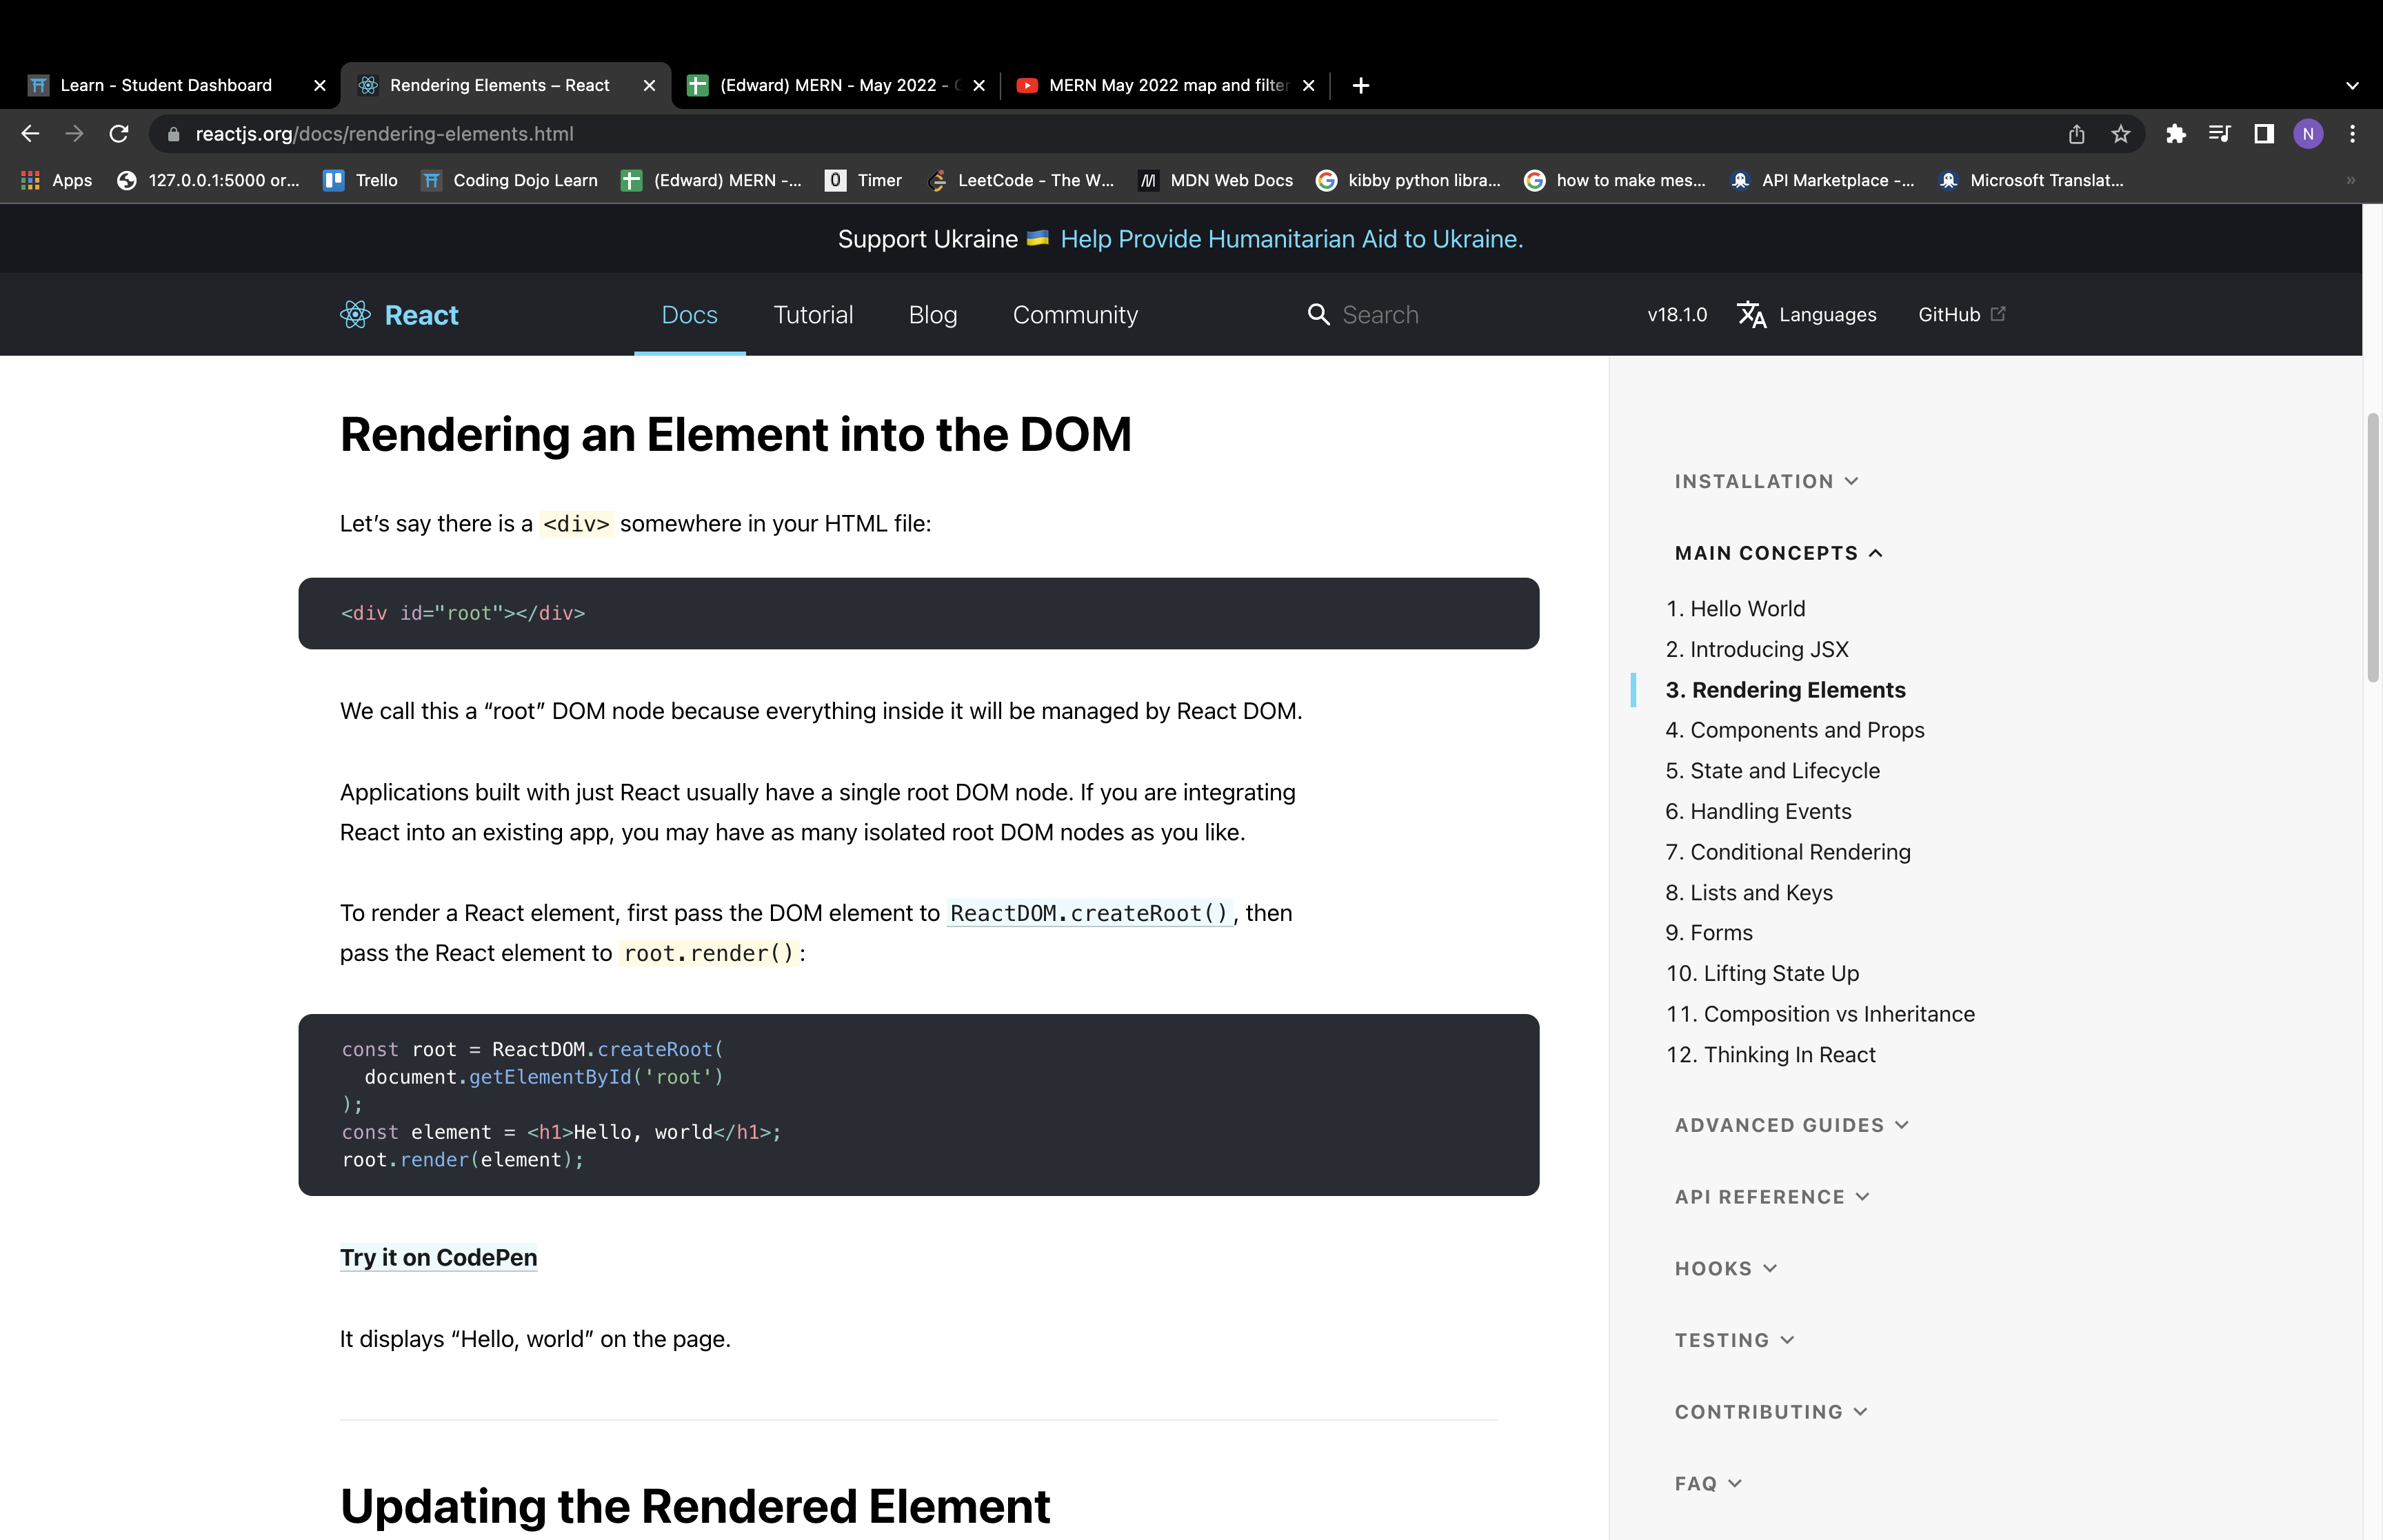 Learn - Student Dashboard
Rendering Elements – React
(Edward) MERN - May 2022 -
MERN May 2022 map and filter
reactjs.org/docs/rendering-elements.html
N
Apps
127.0.0.1:5000 or...
Trello
Coding Dojo Learn
(Edward) MERN -...
Timer
LeetCode - The W...
MDN Web Docs
kibby python libra...
how to make mes...
API Marketplace -...
Microsoft Translat...
Support Ukraine 🇺🇦 Help Provide Humanitarian Aid to Ukraine.
React
Docs
Tutorial
Blog
Community
Search
v18.1.0
Languages
GitHub
Rendering an Element into the DOM
Let’s say there is a <div> somewhere in your HTML file:
<div id="root"></div>
We call this a “root” DOM node because everything inside it will be managed by React DOM.
Applications built with just React usually have a single root DOM node. If you are integrating
React into an existing app, you may have as many isolated root DOM nodes as you like.
To render a React element, first pass the DOM element to ReactDOM.createRoot(), then
pass the React element to root.render():
const root = ReactDOM.createRoot(
  document.getElementById('root')
);
const element = <h1>Hello, world</h1>;
root.render(element);
Try it on CodePen
It displays “Hello, world” on the page.
Updating the Rendered Element
INSTALLATION
MAIN CONCEPTS
1. Hello World
2. Introducing JSX
3. Rendering Elements
4. Components and Props
5. State and Lifecycle
6. Handling Events
7. Conditional Rendering
8. Lists and Keys
9. Forms
10. Lifting State Up
11. Composition vs Inheritance
12. Thinking In React
ADVANCED GUIDES
API REFERENCE
HOOKS
TESTING
CONTRIBUTING
FAQ